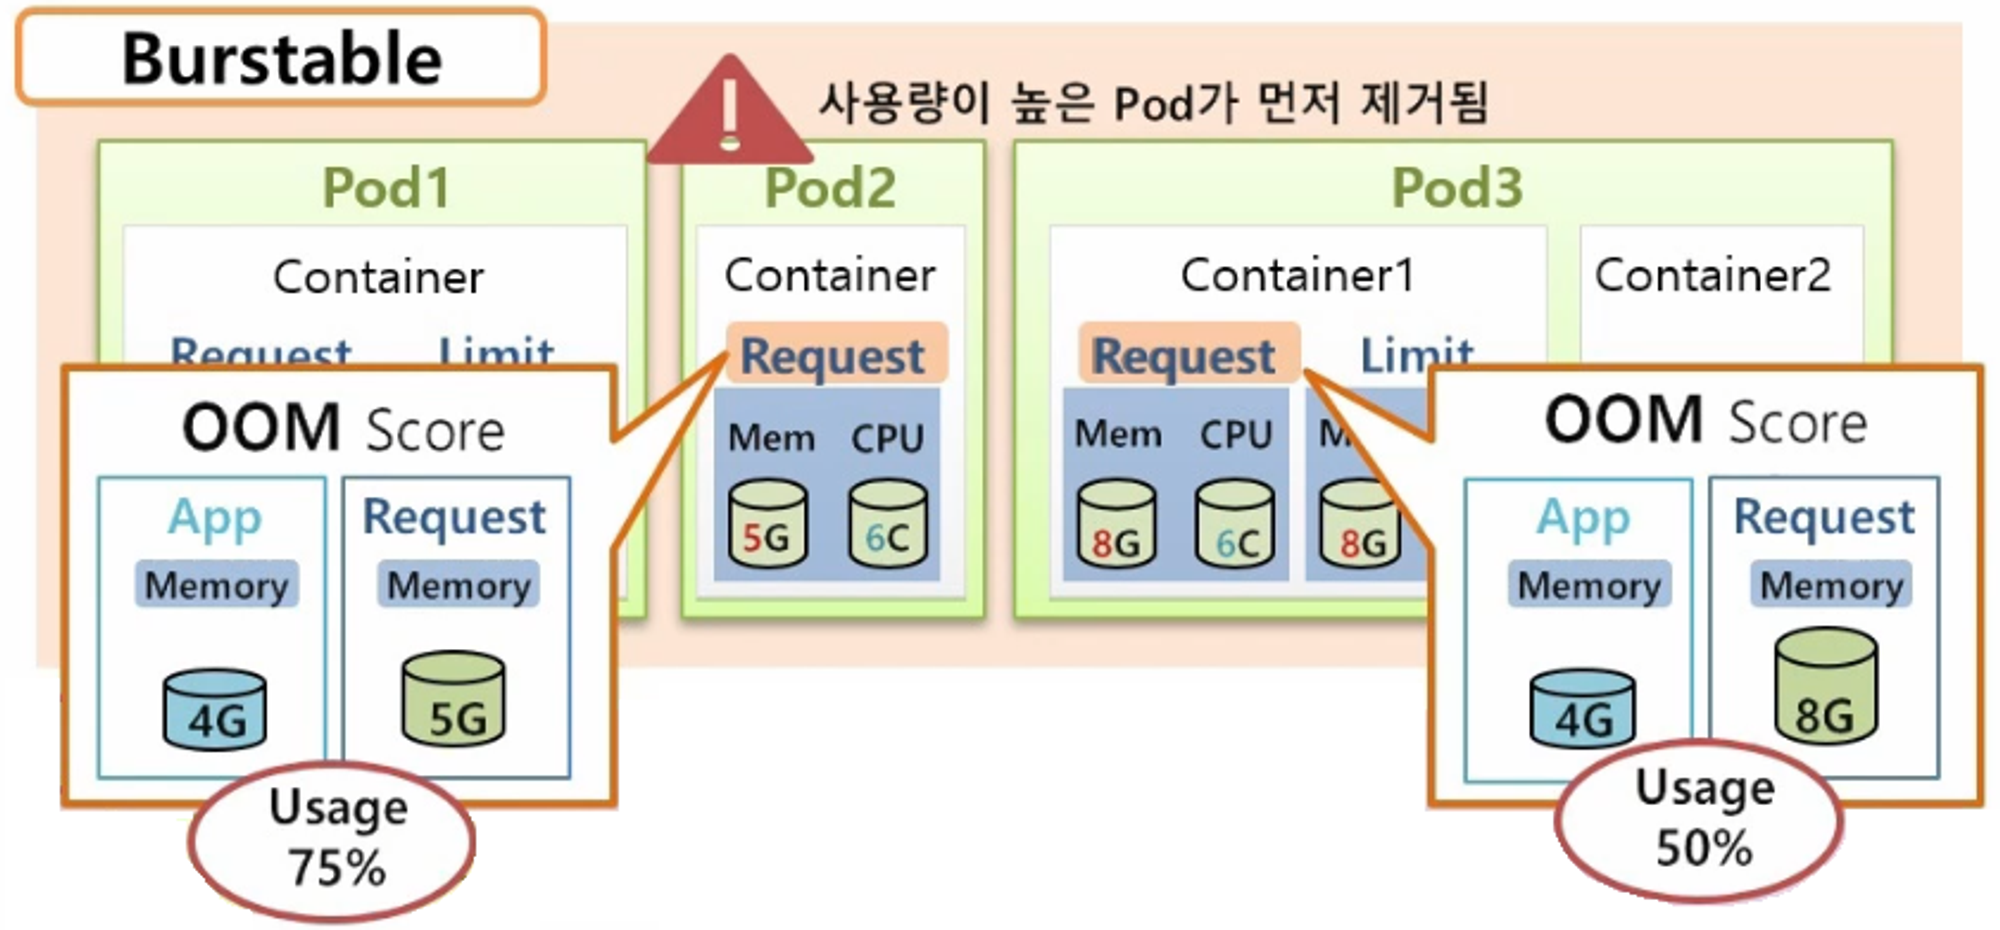 Burstable
사용량이 높은 Pod가 먼저 제거됨
Pod1
Container
Request Limit
Pod2
Container
Request
Mem CPU
5G 6C
Pod3
Container1
Request Limit
Mem CPU
8G 6C 8G
Container2
OOM Score
App Request
Memory Memory
4G 5G
Usage
75%
OOM Score
App Request
Memory Memory
4G 8G
Usage
50%